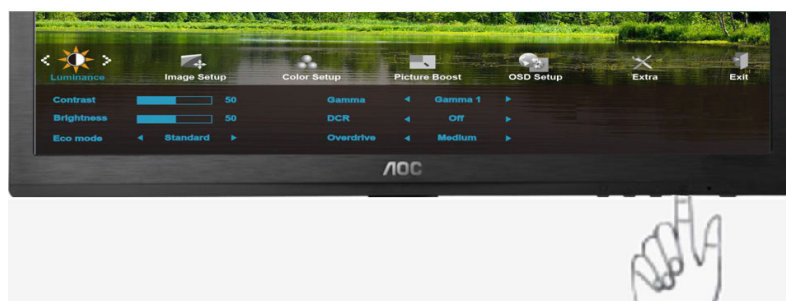 Luminance Image Setup Color Setup Picture Boost OSD Setup Extra Exit
Contrast 50 Gamma Gamma 1
Brightness 50 DCR Off
Eco mode Standard Overdrive Medium
AOC